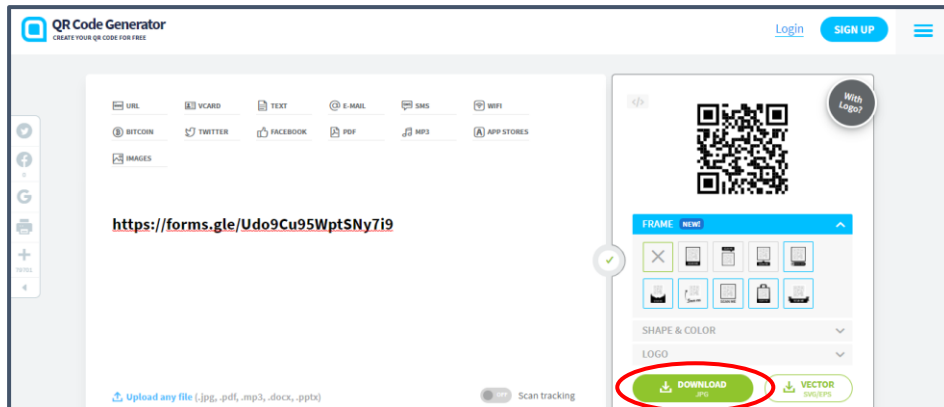 QR Code Generator
CREATE YOUR QR CODE FOR FREE
Login
SIGN UP
URL
VCARD
TEXT
E-MAIL
SMS
WIFI
BITCOIN
TWITTER
FACEBOOK
PDF
MP3
APP STORES
IMAGES
https://forms.gle/Udo9Cu95WptSNy7i9
Upload any file (.jpg, .pdf, .mp3, .docx, .pptx)
OFF
Scan tracking
With
Logo?
FRAME NEW!
SHAPE & COLOR
LOGO
DOWNLOAD
.JPG
VECTOR
SVG/EPS